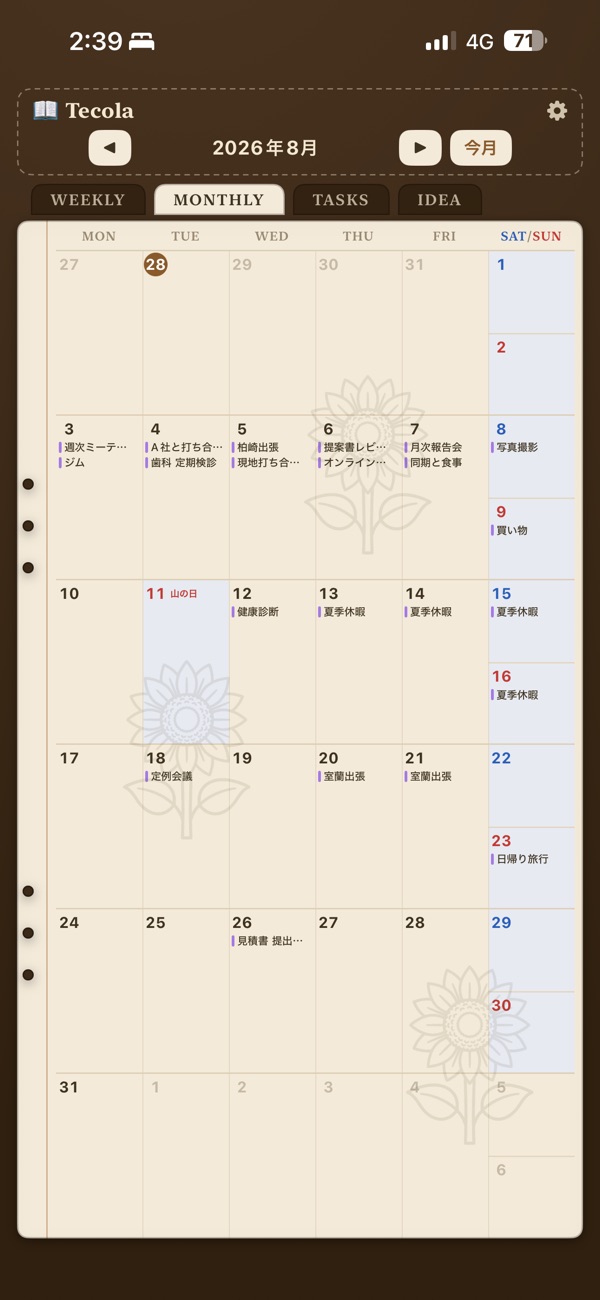 2:39
4G
71
Tecola
2026年8月
今月
WEEKLY
MONTHLY
TASKS
IDEA
MON TUE WED THU FRI SAT/SUN
27 28 29 30 31 1
2
3 4 5 6 7 8
週次ミーテ… A社と打ち合… 柏崎出張 提案書レビ… 月次報告会 写真撮影
ジム 歯科 定期検診 現地打ち合… オンライン… 同期と食事
9
買い物
10 11 山の日 12 13 14 15
健康診断 夏季休暇 夏季休暇 夏季休暇
16
夏季休暇
17 18 19 20 21 22
定例会議 室蘭出張 室蘭出張
23
日帰り旅行
24 25 26 27 28 29
見積書 提出…
30
31 1 2 3 4 5
6